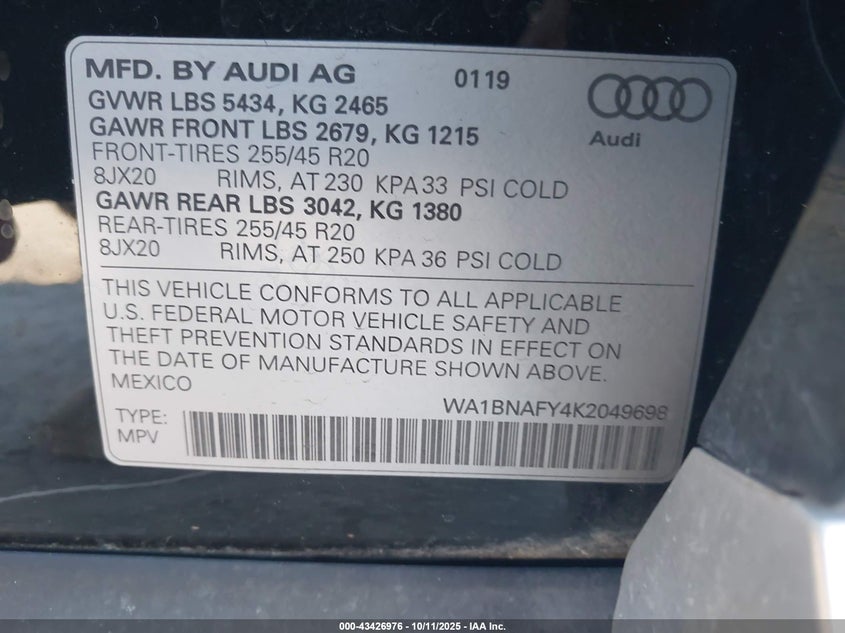 MFD. BY AUDI AG 0119
GVWR LBS 5434, KG 2465
GAWR FRONT LBS 2679, KG 1215
Audi
FRONT-TIRES 255/45 R20
8JX20 RIMS, AT 230 KPA 33 PSI COLD
GAWR REAR LBS 3042, KG 1380
REAR-TIRES 255/45 R20
8JX20 RIMS, AT 250 KPA 36 PSI COLD
THIS VEHICLE CONFORMS TO ALL APPLICABLE
U.S. FEDERAL MOTOR VEHICLE SAFETY AND
THEFT PREVENTION STANDARDS IN EFFECT ON
THE DATE OF MANUFACTURE SHOWN ABOVE.
MEXICO
WA1BNAFY4K2049698
TYPE:
MPV
000-43426976 - 10/11/2025 - IAA Inc.